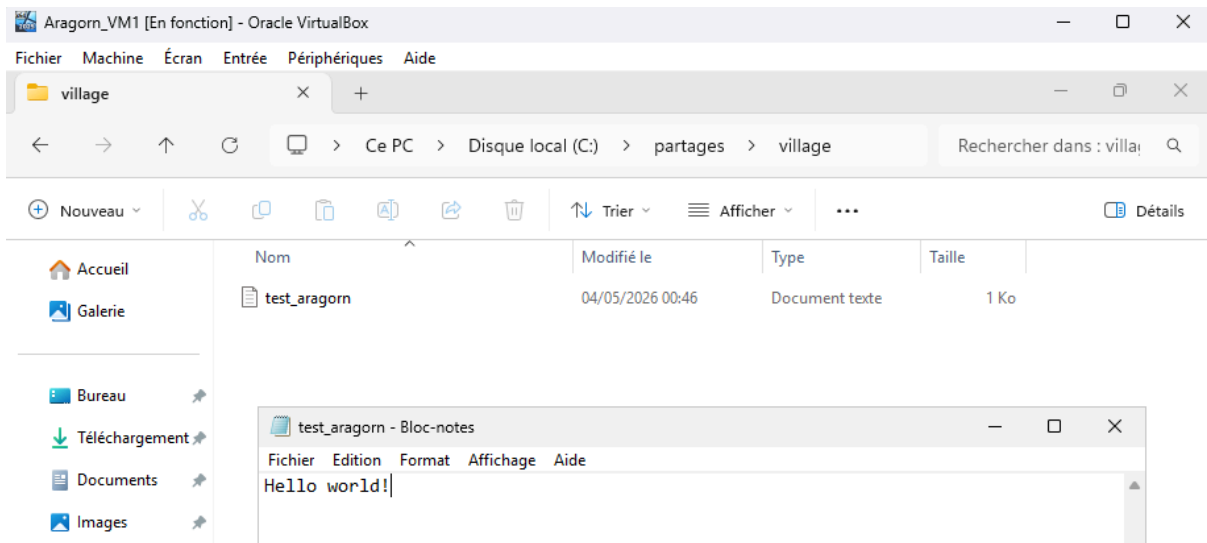 Aragorn_VM1 [En fonction] - Oracle VirtualBox
Fichier Machine Écran Entrée Périphériques Aide
village
Ce PC > Disque local (C:) > partages > village
Rechercher dans : villa
Nouveau Trier Afficher ... Détails
Accueil
Galerie
Bureau
Téléchargement
Documents
Images
Nom Modifié le Type Taille
test_aragorn 04/05/2026 00:46 Document texte 1 Ko
test_aragorn - Bloc-notes
Fichier Edition Format Affichage Aide
Hello world!